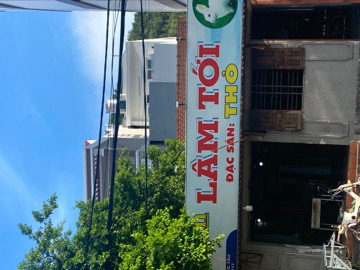 LÂM TỚI
ĐẶC SẢN: THỎ